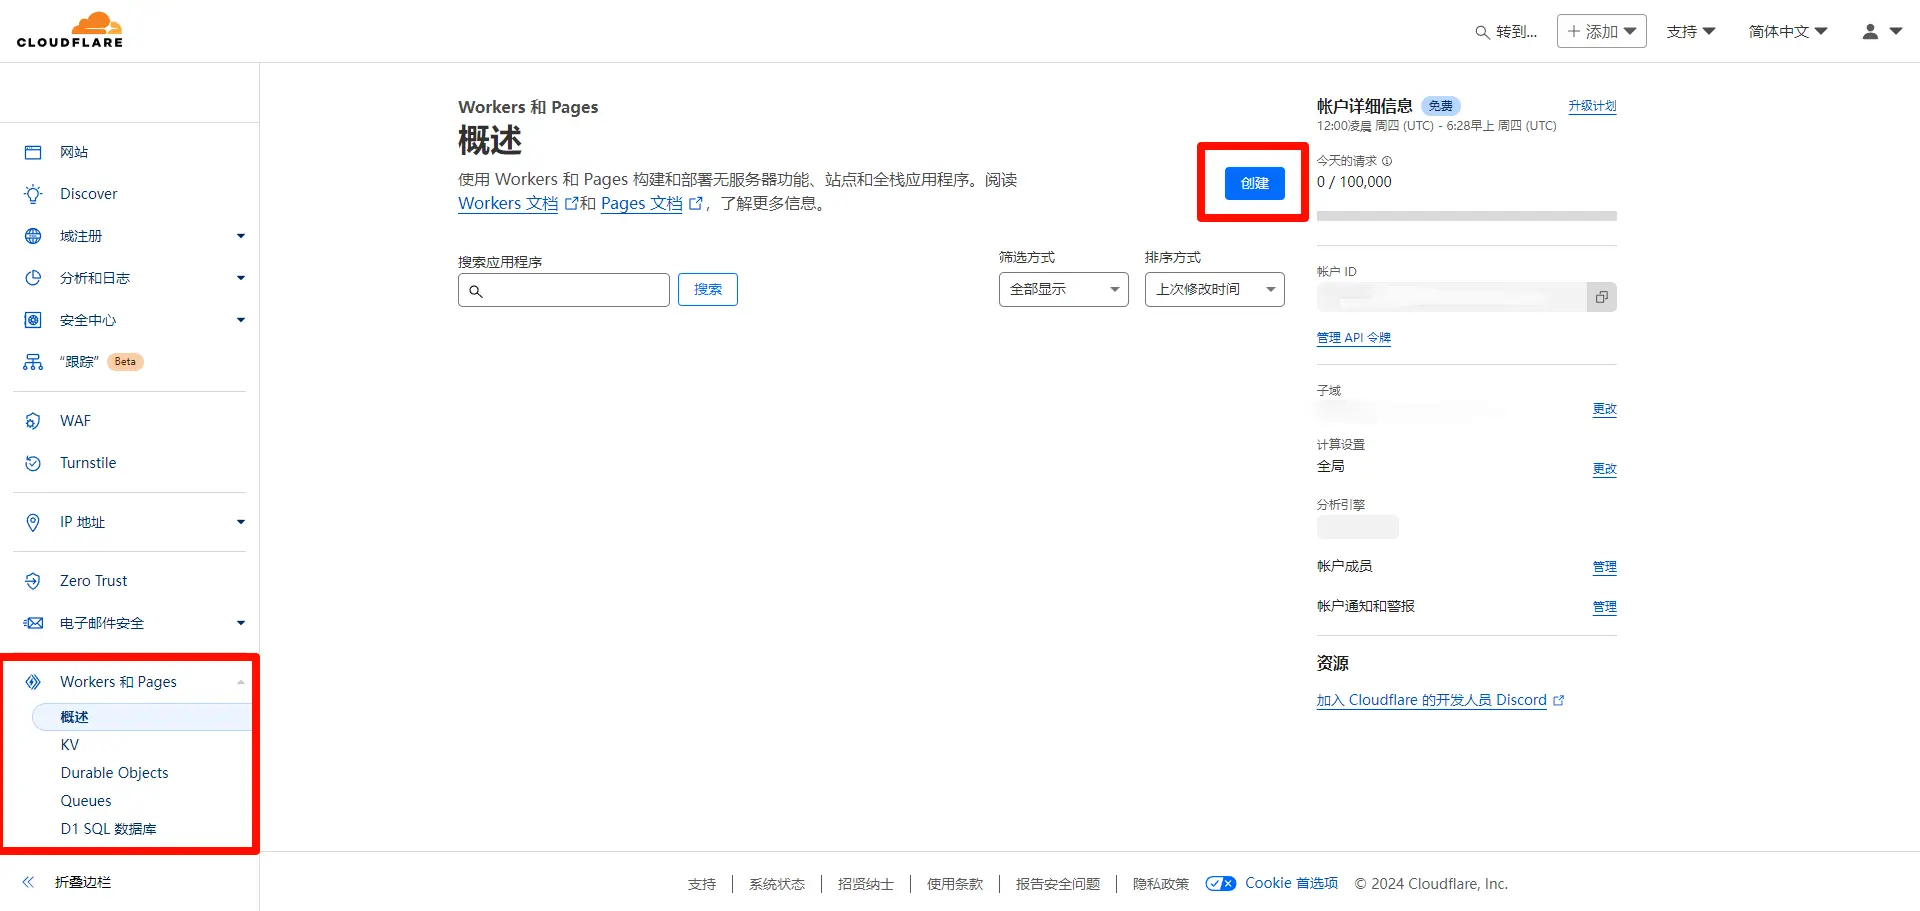 CLOUDFLARE
转到...
添加
支持
简体中文
网站
Discover
域注册
分析和日志
安全中心
“跟踪” Beta
WAF
Turnstile
IP 地址
Zero Trust
电子邮件安全
Workers 和 Pages
概述
KV
Durable Objects
Queues
D1 SQL 数据库
折叠边栏
Workers 和 Pages
概述
使用 Workers 和 Pages 构建和部署无服务器功能、站点和全栈应用程序。阅读
Workers 文档 和 Pages 文档 ，了解更多信息。
创建
搜索应用程序
搜索
筛选方式
全部显示
排序方式
上次修改时间
帐户详细信息 免费 升级计划
12:00凌晨 周四 (UTC) - 6:28早上 周四 (UTC)
今天的请求
0 / 100,000
帐户 ID
管理 API 令牌
子域
更改
计算设置
全局 更改
分析引擎
帐户成员 管理
帐户通知和警报 管理
资源
加入 Cloudflare 的开发人员 Discord
支持 系统状态 招贤纳士 使用条款 报告安全问题 隐私政策 Cookie 首选项 © 2024 Cloudflare, Inc.